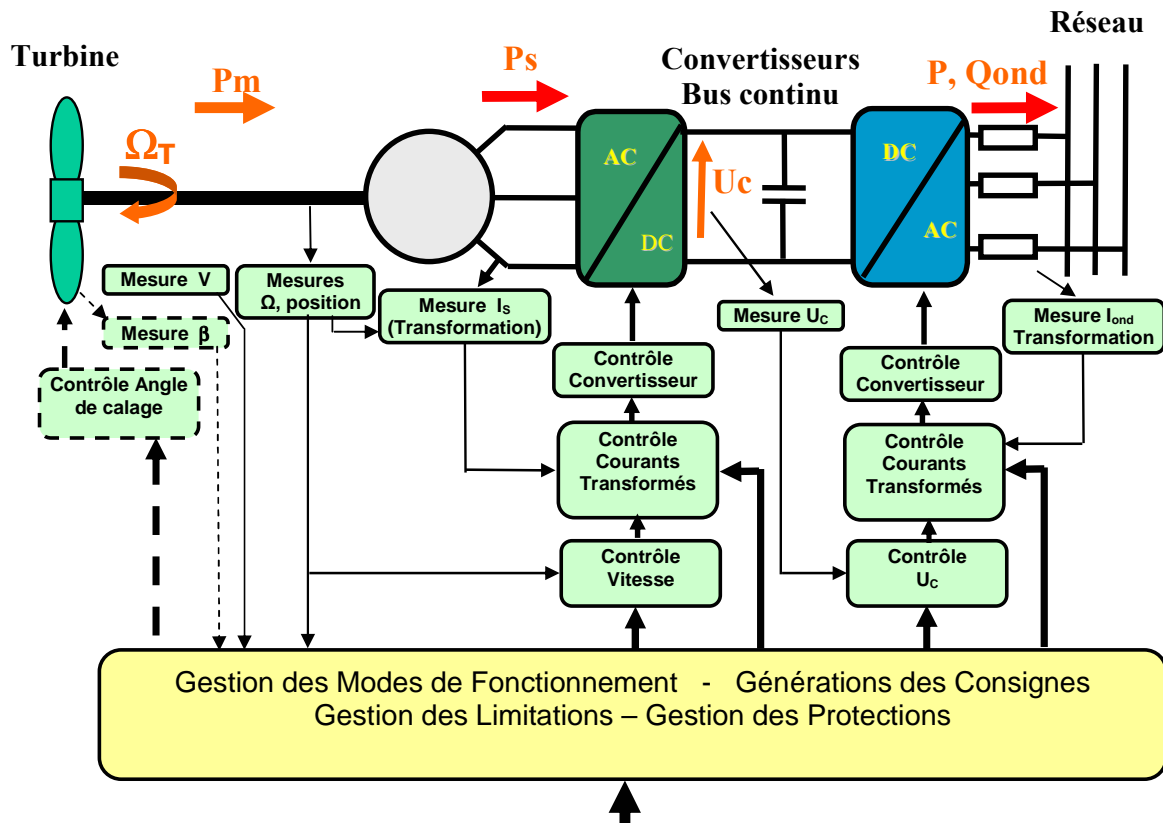 Réseau
Turbine
Pm
Ps
Convertisseurs
Bus continu
P, Qond
ΩT
AC
DC
Uc
DC
AC
Mesure V
Mesures
Ω, position
Mesure IS
(Transformation)
Mesure UC
Mesure Iond
Transformation
Mesure β
Contrôle Angle
de calage
Contrôle
Convertisseur
Contrôle
Convertisseur
Contrôle
Courants
Transformés
Contrôle
Courants
Transformés
Contrôle
Vitesse
Contrôle
UC
Gestion des Modes de Fonctionnement - Générations des Consignes
Gestion des Limitations – Gestion des Protections